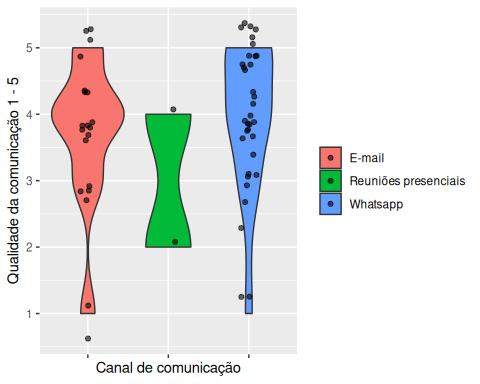 Qualidade da comunicação 1 - 5
5
4
3
2
1
Canal de comunicação
E-mail
Reuniões presenciais
Whatsapp